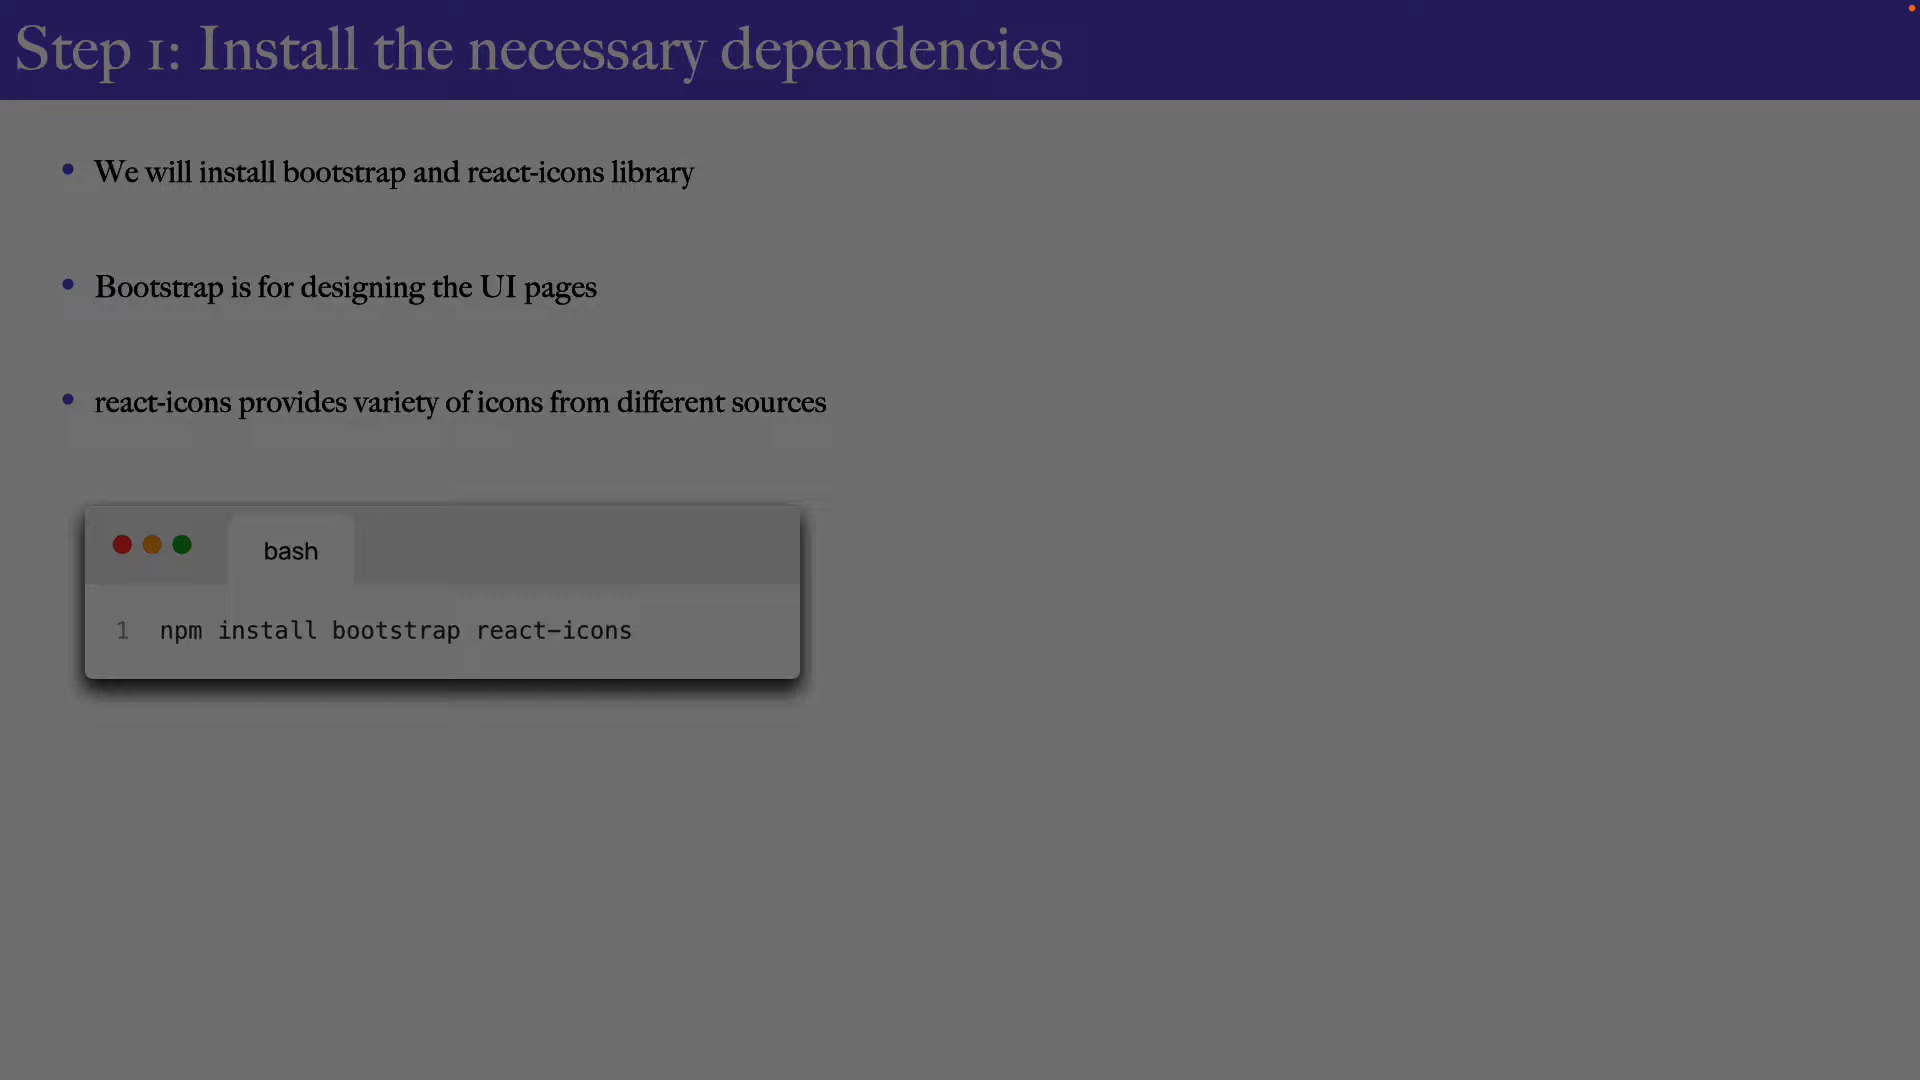 Step 1: Install the necessary dependencies
• We will install bootstrap and react-icons library
• Bootstrap is for designing the UI pages
• react-icons provides variety of icons from different sources
bash
1 npm install bootstrap react-icons